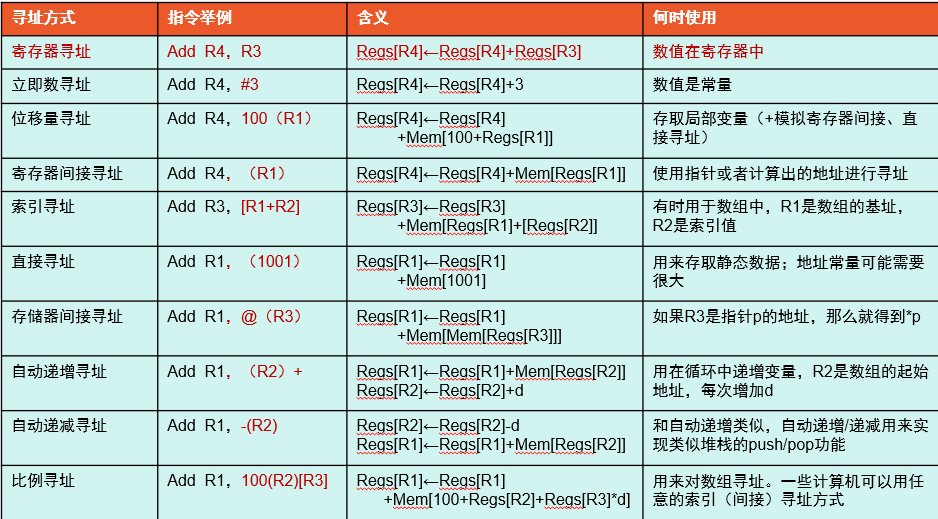 寻址方式 指令举例 含义 何时使用
寄存器寻址 Add R4，R3 Regs[R4]←Regs[R4]+Regs[R3] 数值在寄存器中
立即数寻址 Add R4，#3 Regs[R4]←Regs[R4]+3 数值是常量
位移量寻址 Add R4，100（R1） Regs[R4]←Regs[R4] 存取局部变量（+模拟寄存器间接、直
+Mem[100+Regs[R1]] 接寻址）
寄存器间接寻址 Add R4，（R1） Regs[R4]←Regs[R4]+Mem[Regs[R1]] 使用指针或者计算出的地址进行寻址
索引寻址 Add R3，[R1+R2] Regs[R3]←Regs[R3] 有时用于数组中，R1是数组的基址，
+Mem[Regs[R1]+[Regs[R2]] R2是索引值
直接寻址 Add R1，（1001） Regs[R1]←Regs[R1] 用来存取静态数据；地址常量可能需要
+Mem[1001] 很大
存储器间接寻址 Add R1，@（R3） Regs[R1]←Regs[R1] 如果R3是指针p的地址，那么就得到*p
+Mem[Mem[Regs[R3]]]
自动递增寻址 Add R1，（R2）+ Regs[R1]←Regs[R1]+Mem[Regs[R2]] 用在循环中递增变量，R2是数组的起始
Regs[R2]←Regs[R2]+d 地址，每次增加d
自动递减寻址 Add R1，-(R2) Regs[R2]←Regs[R2]-d 和自动递增类似，自动递增/递减用来实
Regs[R1]←Regs[R1]+Mem[Regs[R2]] 现类似堆栈的push/pop功能
比例寻址 Add R1，100(R2)[R3] Regs[R1]←Regs[R1] 用来对数组寻址。一些计算机可以用任
+Mem[100+Regs[R2]+Regs[R3]*d] 意的索引（间接）寻址方式